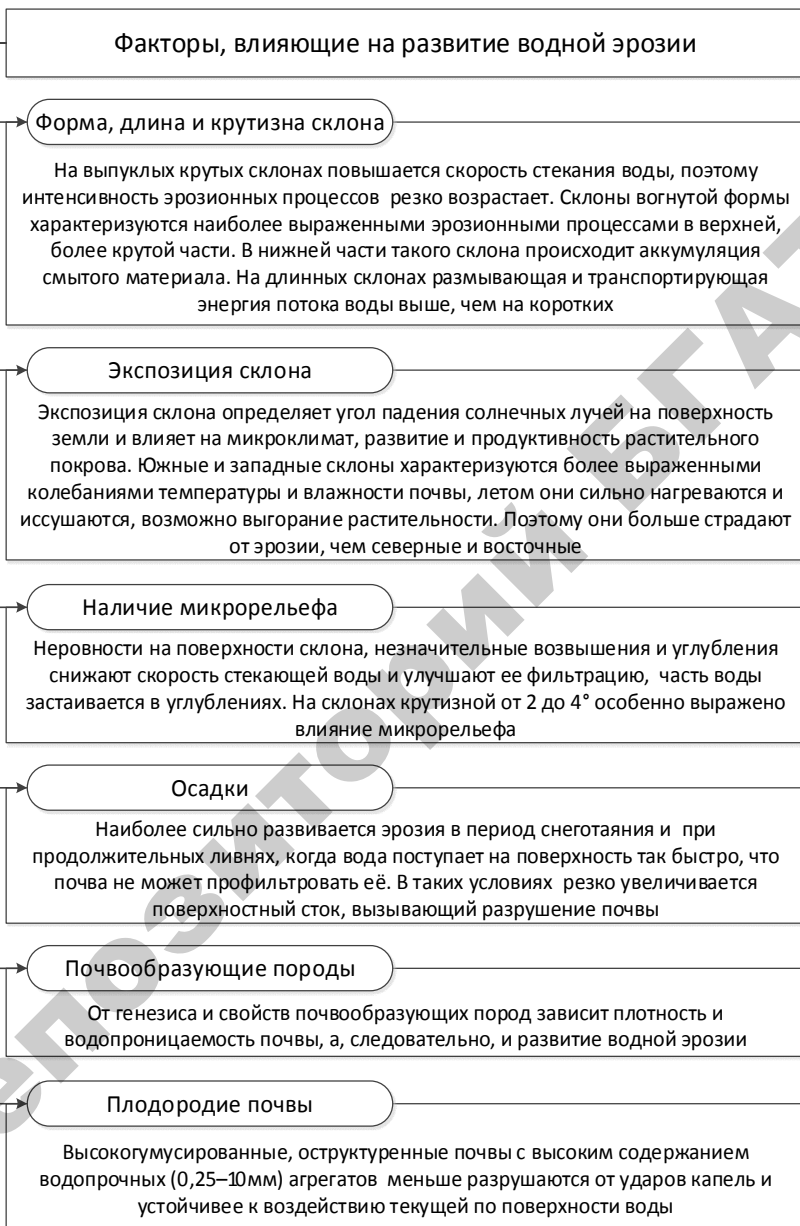 Факторы, влияющие на развитие водной эрозии
Форма, длина и крутизна склона
На выпуклых крутых склонах повышается скорость стекания воды, поэтому
интенсивность эрозионных процессов резко возрастает. Склоны вогнутой формы
характеризуются наиболее выраженными эрозионными процессами в верхней,
более крутой части. В нижней части такого склона происходит аккумуляция
смытого материала. На длинных склонах размывающая и транспортирующая
энергия потока воды выше, чем на коротких
Экспозиция склона
Экспозиция склона определяет угол падения солнечных лучей на поверхность
земли и влияет на микроклимат, развитие и продуктивность растительного
покрова. Южные и западные склоны характеризуются более выраженными
колебаниями температуры и влажности почвы, летом они сильно нагреваются и
иссушаются, возможно выгорание растительности. Поэтому они больше страдают
от эрозии, чем северные и восточные
Наличие микрорельефа
Неровности на поверхности склона, незначительные возвышения и углубления
снижают скорость стекающей воды и улучшают ее фильтрацию, часть воды
застаивается в углублениях. На склонах крутизной от 2 до 4° особенно выражено
влияние микрорельефа
Осадки
Наиболее сильно развивается эрозия в период снеготаяния и при
продолжительных ливнях, когда вода поступает на поверхность так быстро, что
почва не может профильтровать её. В таких условиях резко увеличивается
поверхностный сток, вызывающий разрушение почвы
Почвообразующие породы
От генезиса и свойств почвообразующих пород зависит плотность и
водопроницаемость почвы, а, следовательно, и развитие водной эрозии
Плодородие почвы
Высокогумусированные, оструктуренные почвы с высоким содержанием
водопрочных (0,25–10мм) агрегатов меньше разрушаются от ударов капель и
устойчивее к воздействию текущей по поверхности воды
епозиторий БГА